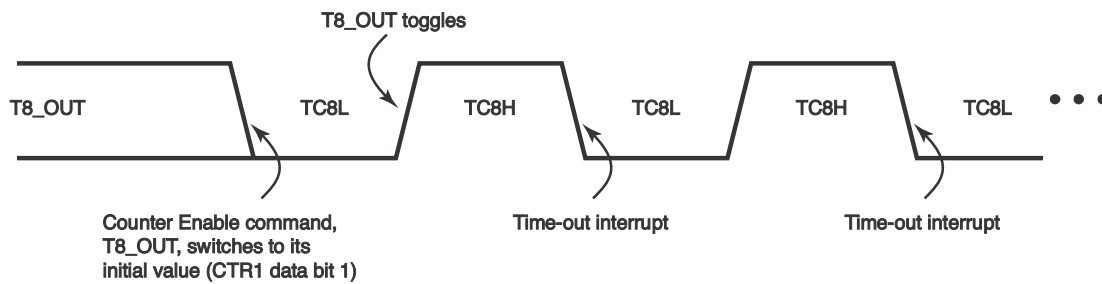 T8_OUT toggles
T8_OUT
TC8L
TC8H
TC8L
TC8H
TC8L
Counter Enable command,
T8_OUT, switches to its
initial value (CTR1 data bit 1)
Time-out interrupt
Time-out interrupt